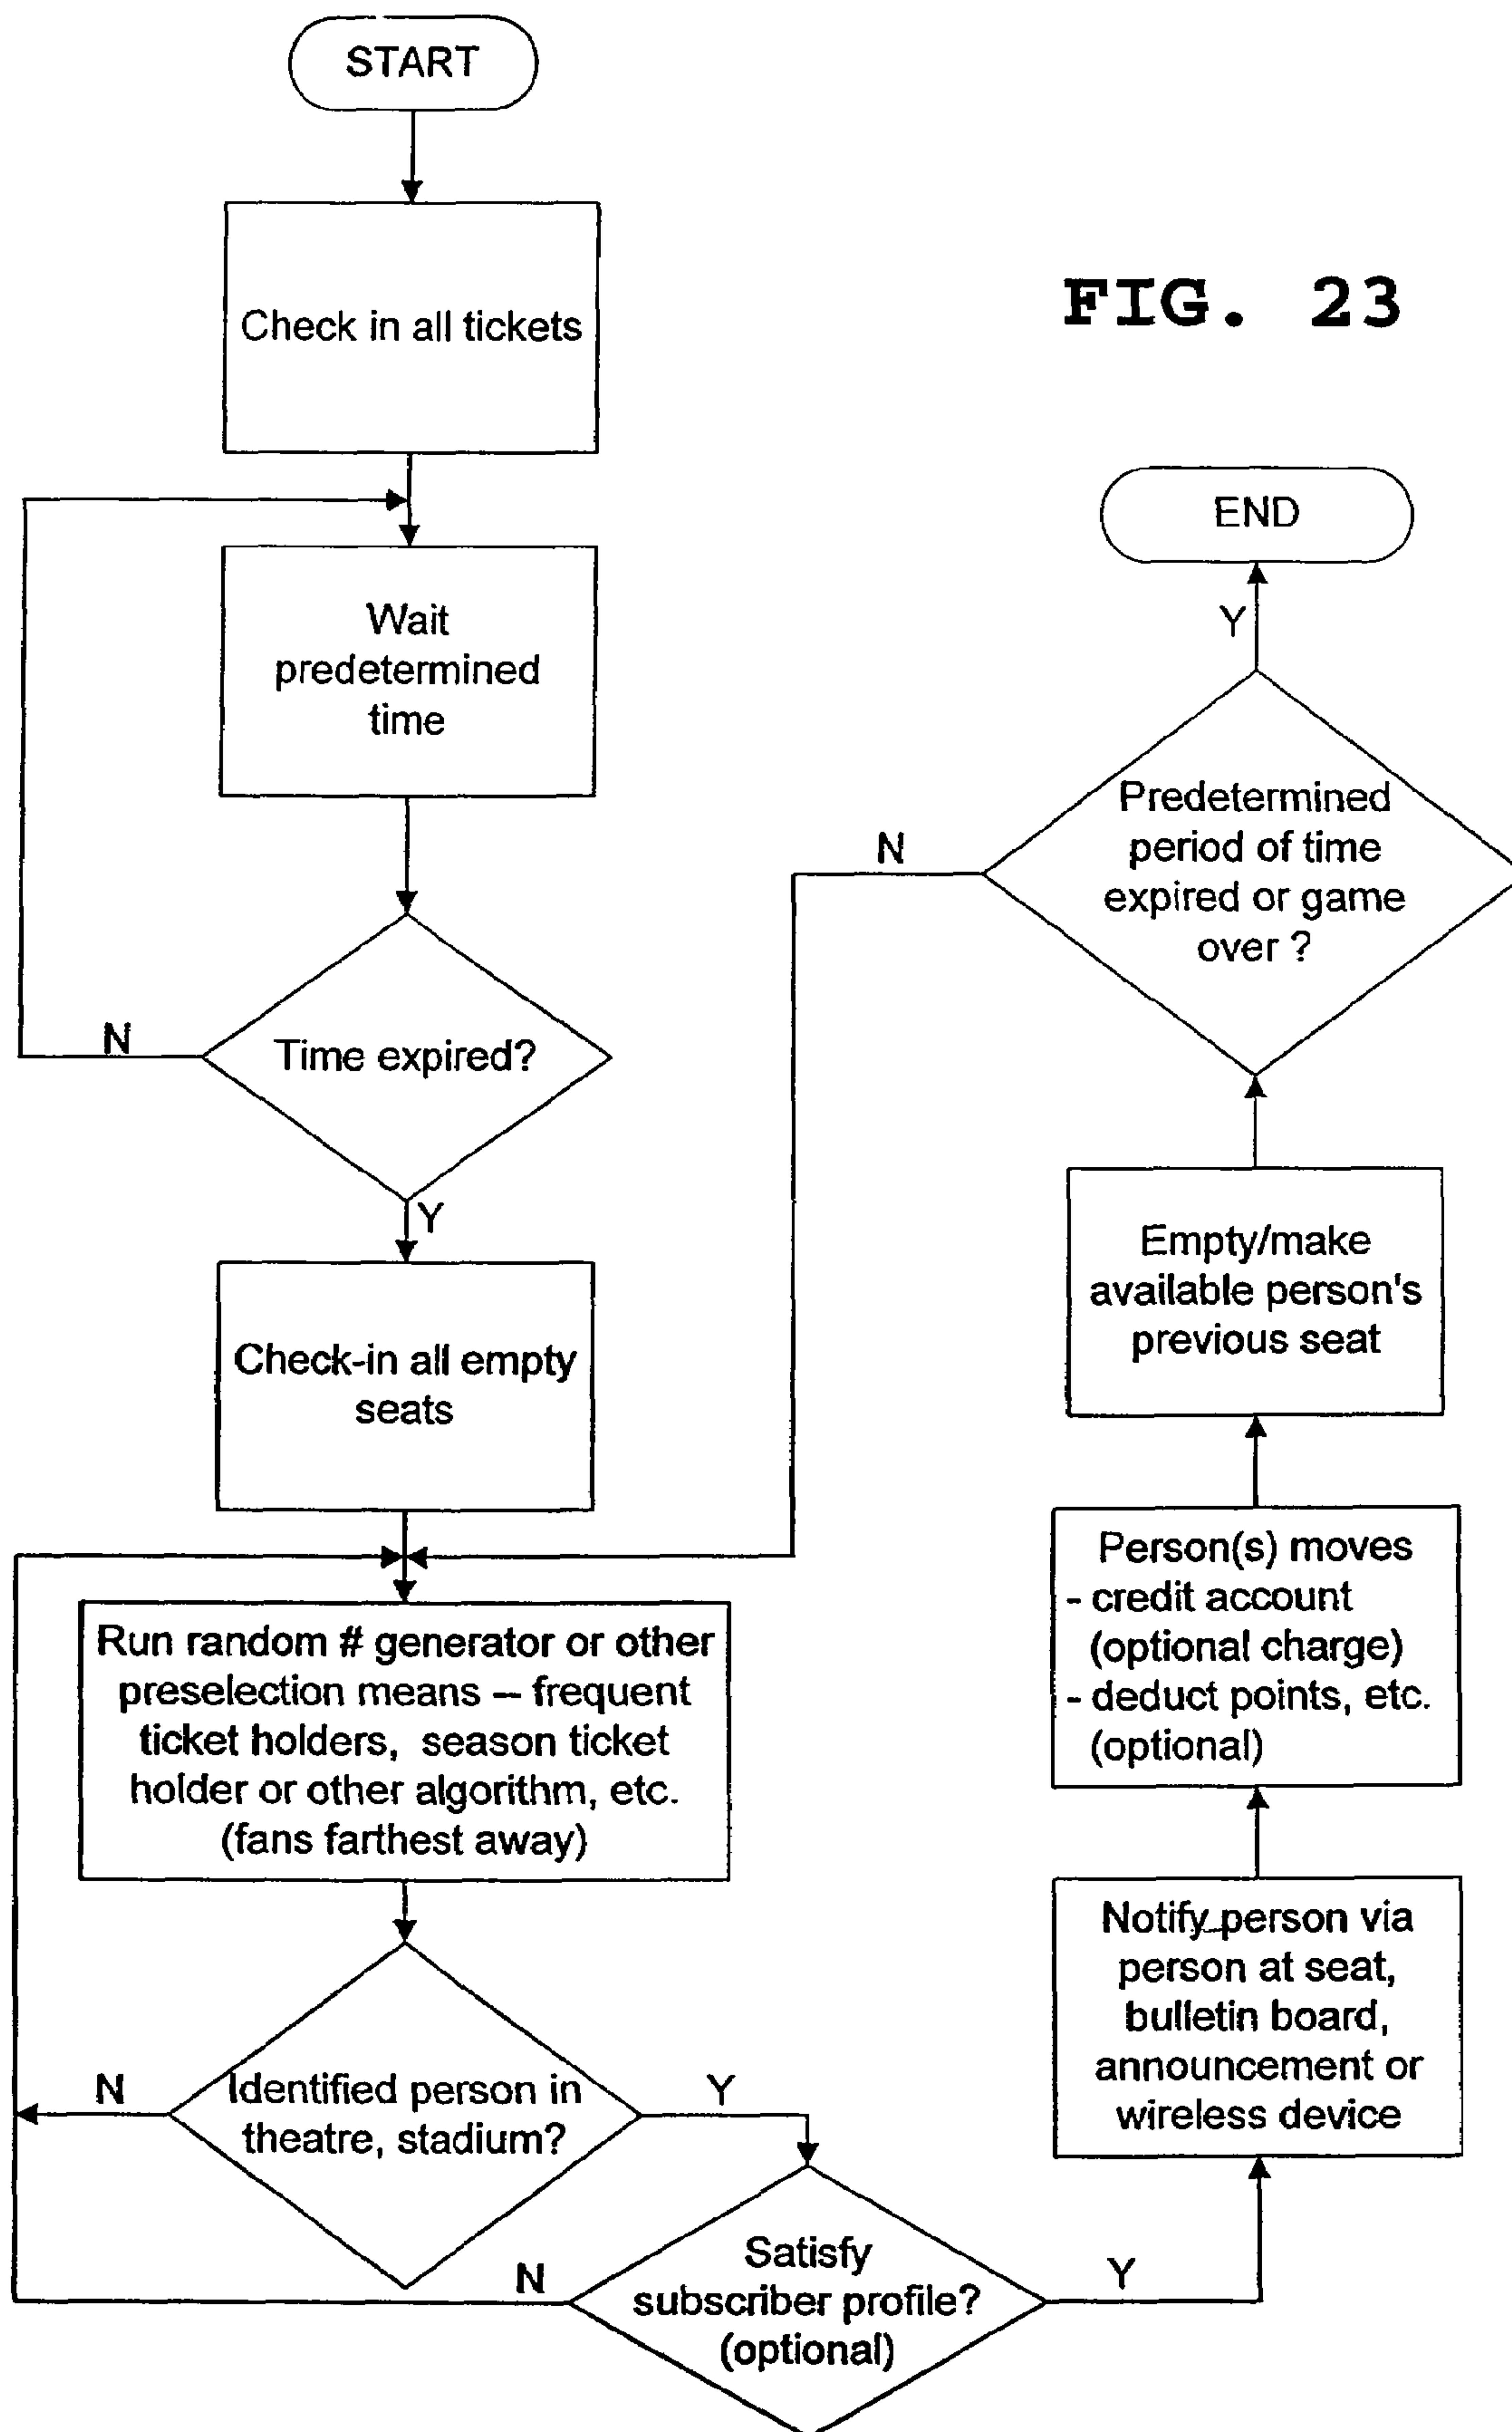 START
Check in all tickets
FIG. 23
Wait
predetermined
time
N
Time expired?
Y
Check-in all empty
seats
Run random # generator or other
preselection means – frequent
ticket holders, season ticket
holder or other algorithm, etc.
(fans farthest away)
N
Identified person in
theatre, stadium?
Y
N
Satisfy
subscriber profile?
(optional)
Y
Notify person via
person at seat,
bulletin board,
announcement or
wireless device
Person(s) moves
- credit account
(optional charge)
- deduct points, etc.
(optional)
Empty/make
available person's
previous seat
Predetermined
period of time
expired or game
over ?
N
Y
END